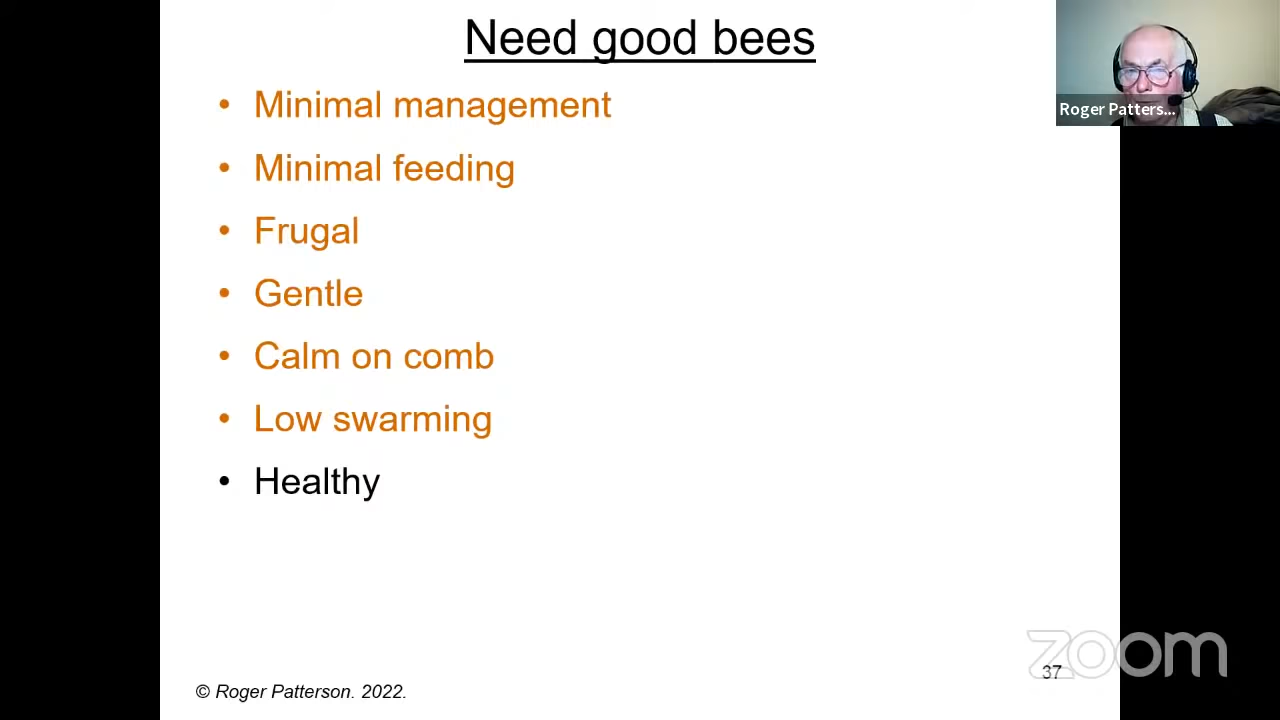 Need good bees
Roger Patters...
• Minimal management
• Minimal feeding
• Frugal
• Gentle
• Calm on comb
• Low swarming
• Healthy
zoom
37
© Roger Patterson. 2022.